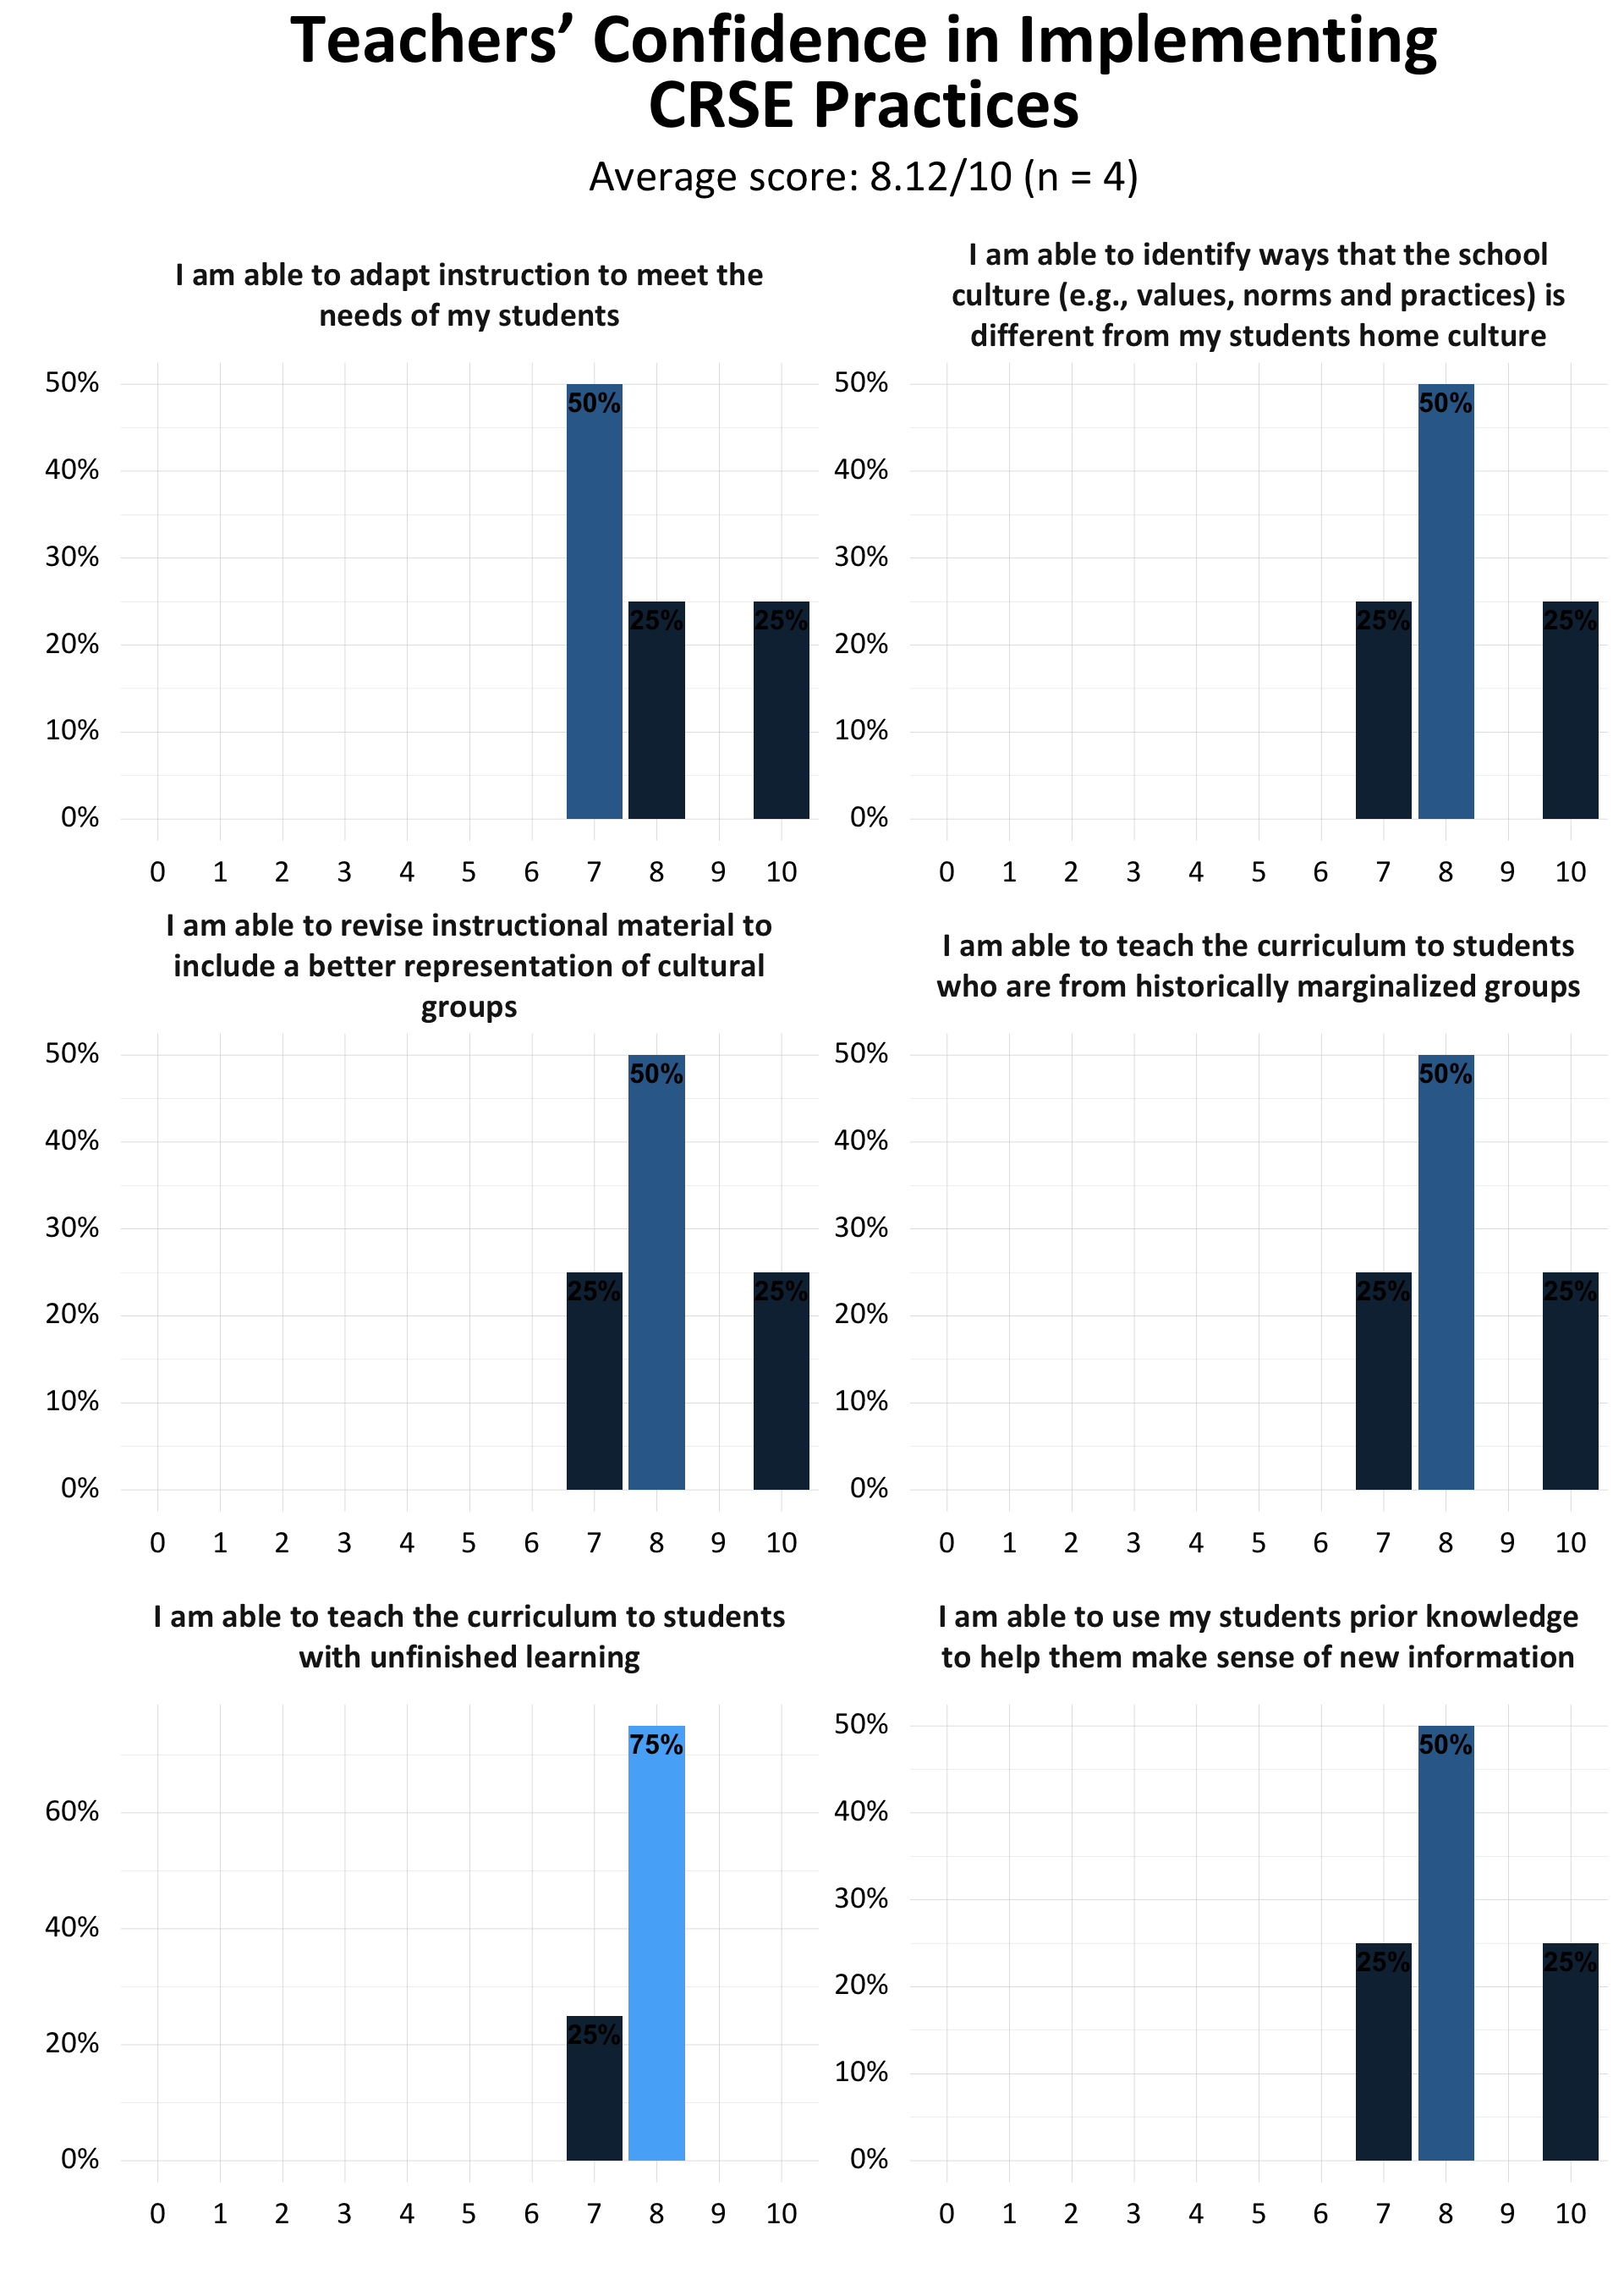 Teachers’ Confidence in Implementing
CRSE Practices
Average score: 8.12/10 (n = 4)
I am able to adapt instruction to meet the
needs of my students
50%
40%
30%
20%
10%
0%
50%
25%
25%
0 1 2 3 4 5 6 7 8 9 10
I am able to identify ways that the school
culture (e.g., values, norms and practices) is
different from my students home culture
50%
40%
30%
20%
10%
0%
25%
50%
25%
0 1 2 3 4 5 6 7 8 9 10
I am able to revise instructional material to
include a better representation of cultural
groups
50%
40%
30%
20%
10%
0%
25%
50%
25%
0 1 2 3 4 5 6 7 8 9 10
I am able to teach the curriculum to students
who are from historically marginalized groups
50%
40%
30%
20%
10%
0%
25%
50%
25%
0 1 2 3 4 5 6 7 8 9 10
I am able to teach the curriculum to students
with unfinished learning
60%
40%
20%
0%
25%
75%
0 1 2 3 4 5 6 7 8 9 10
I am able to use my students prior knowledge
to help them make sense of new information
50%
40%
30%
20%
10%
0%
25%
50%
25%
0 1 2 3 4 5 6 7 8 9 10